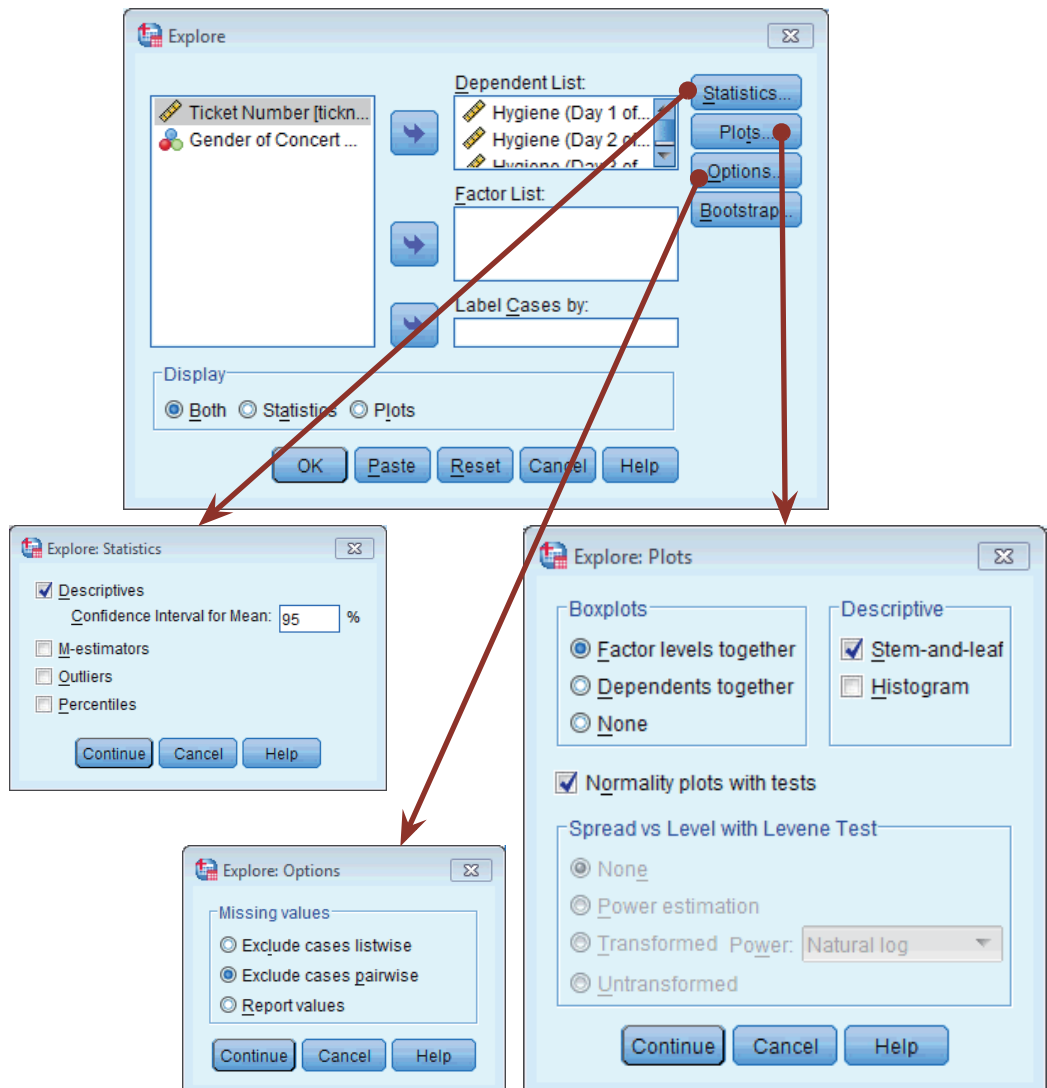 Explore
Dependent List:
Ticket Number [tickn...
Gender of Concert ...
Hygiene (Day 1 of...
Hygiene (Day 2 of...
Hygiene (Day 3 of
Statistics...
Plots...
Options...
Bootstrap...
Factor List:
Label Cases by:
Display
Both Statistics Plots
OK Paste Reset Cancel Help
Explore: Statistics
Descriptives
Confidence Interval for Mean: 95 %
M-estimators
Outliers
Percentiles
Continue Cancel Help
Explore: Plots
Boxplots
Factor levels together
Dependents together
None
Descriptive
Stem-and-leaf
Histogram
Normality plots with tests
Spread vs Level with Levene Test
None
Power estimation
Transformed Power: Natural log
Untransformed
Continue Cancel Help
Explore: Options
Missing values
Exclude cases listwise
Exclude cases pairwise
Report values
Continue Cancel Help